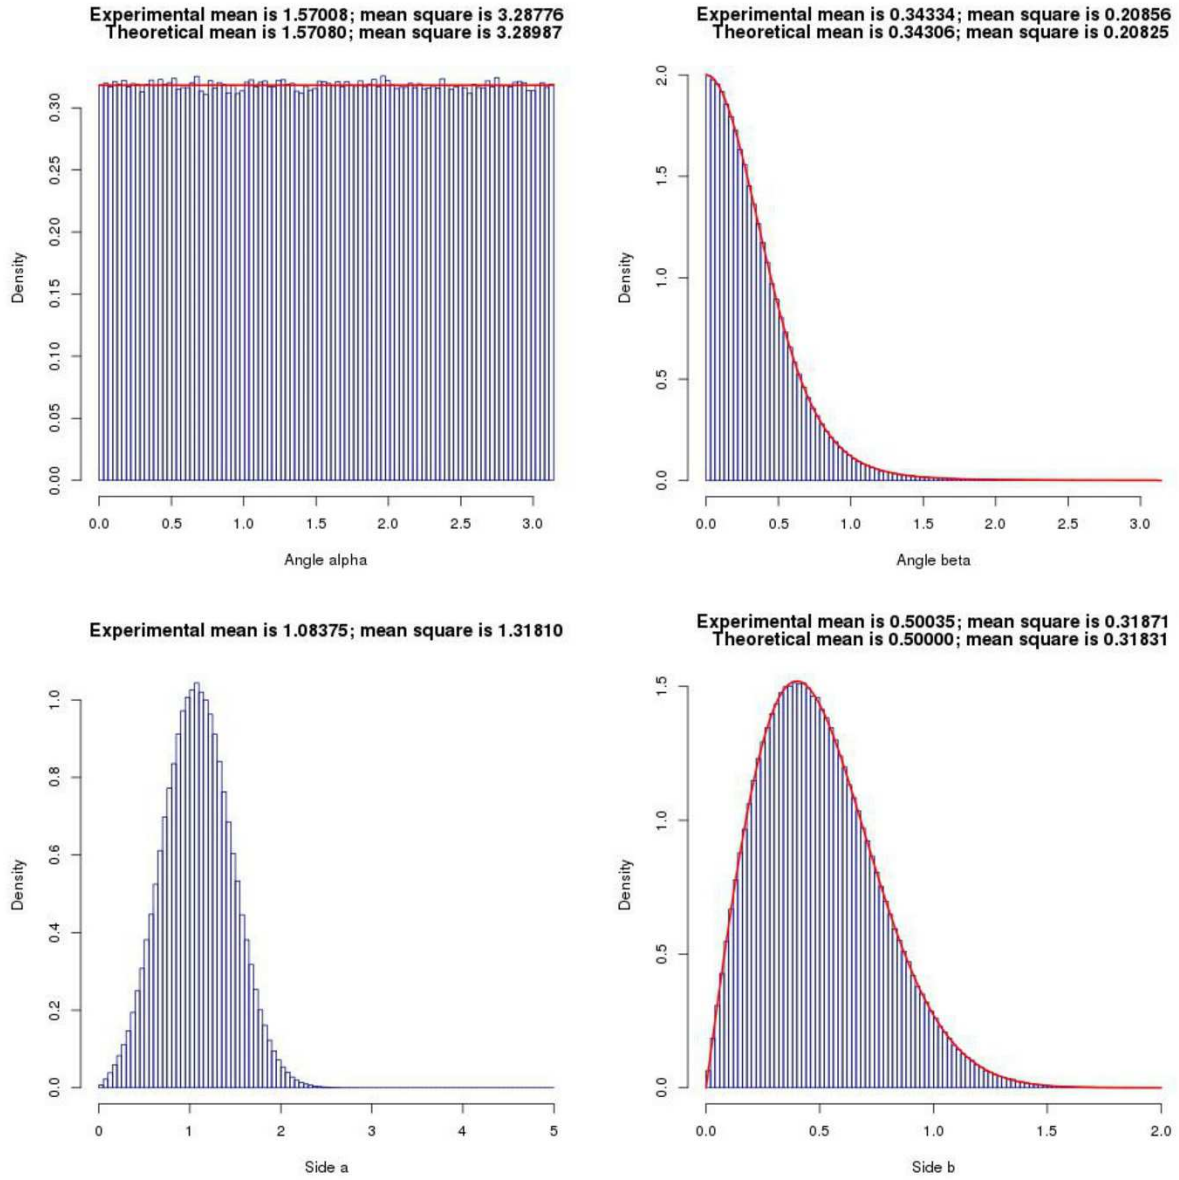 Experimental mean is 1.57008; mean square is 3.28776
Theoretical mean is 1.57080; mean square is 3.28987
Density
0.00 0.05 0.10 0.15 0.20 0.25 0.30
0.0 0.5 1.0 1.5 2.0 2.5 3.0
Angle alpha
Experimental mean is 0.34334; mean square is 0.20856
Theoretical mean is 0.34306; mean square is 0.20825
Density
0.0 0.5 1.0 1.5 2.0
0.0 0.5 1.0 1.5 2.0 2.5 3.0
Angle beta
Experimental mean is 1.08375; mean square is 1.31810
Density
0.0 0.2 0.4 0.6 0.8 1.0
0 1 2 3 4 5
Side a
Experimental mean is 0.50035; mean square is 0.31871
Theoretical mean is 0.50000; mean square is 0.31831
Density
0.0 0.5 1.0 1.5
0.0 0.5 1.0 1.5 2.0
Side b